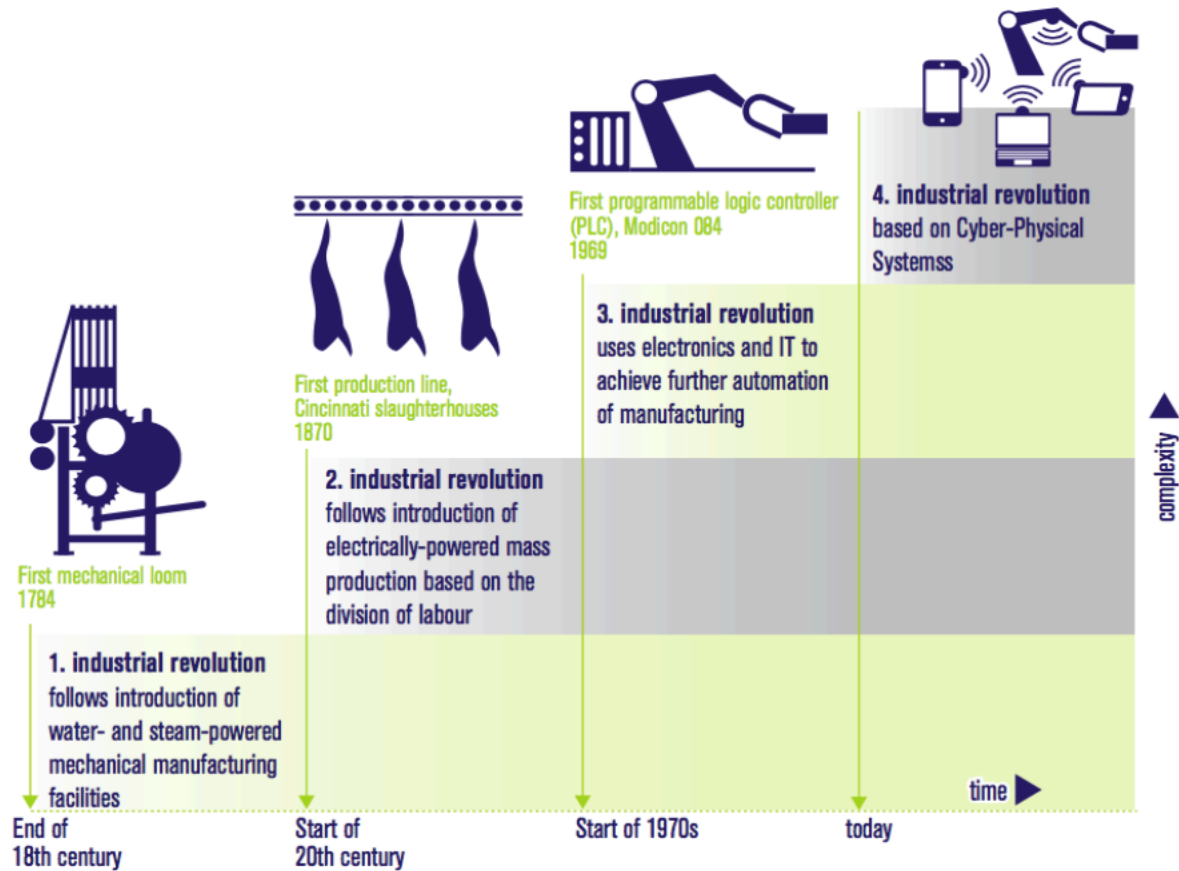 First programmable logic controller
(PLC), Modicon 084
1969
4. industrial revolution
based on Cyber-Physical
Systemss
3. industrial revolution
uses electronics and IT to
achieve further automation
of manufacturing
First production line,
Cincinnati slaughterhouses
1870
2. industrial revolution
follows introduction of
electrically-powered mass
production based on the
division of labour
First mechanical loom
1784
1. industrial revolution
follows introduction of
water- and steam-powered
mechanical manufacturing
facilities
complexity
time
End of
18th century
Start of
20th century
Start of 1970s
today